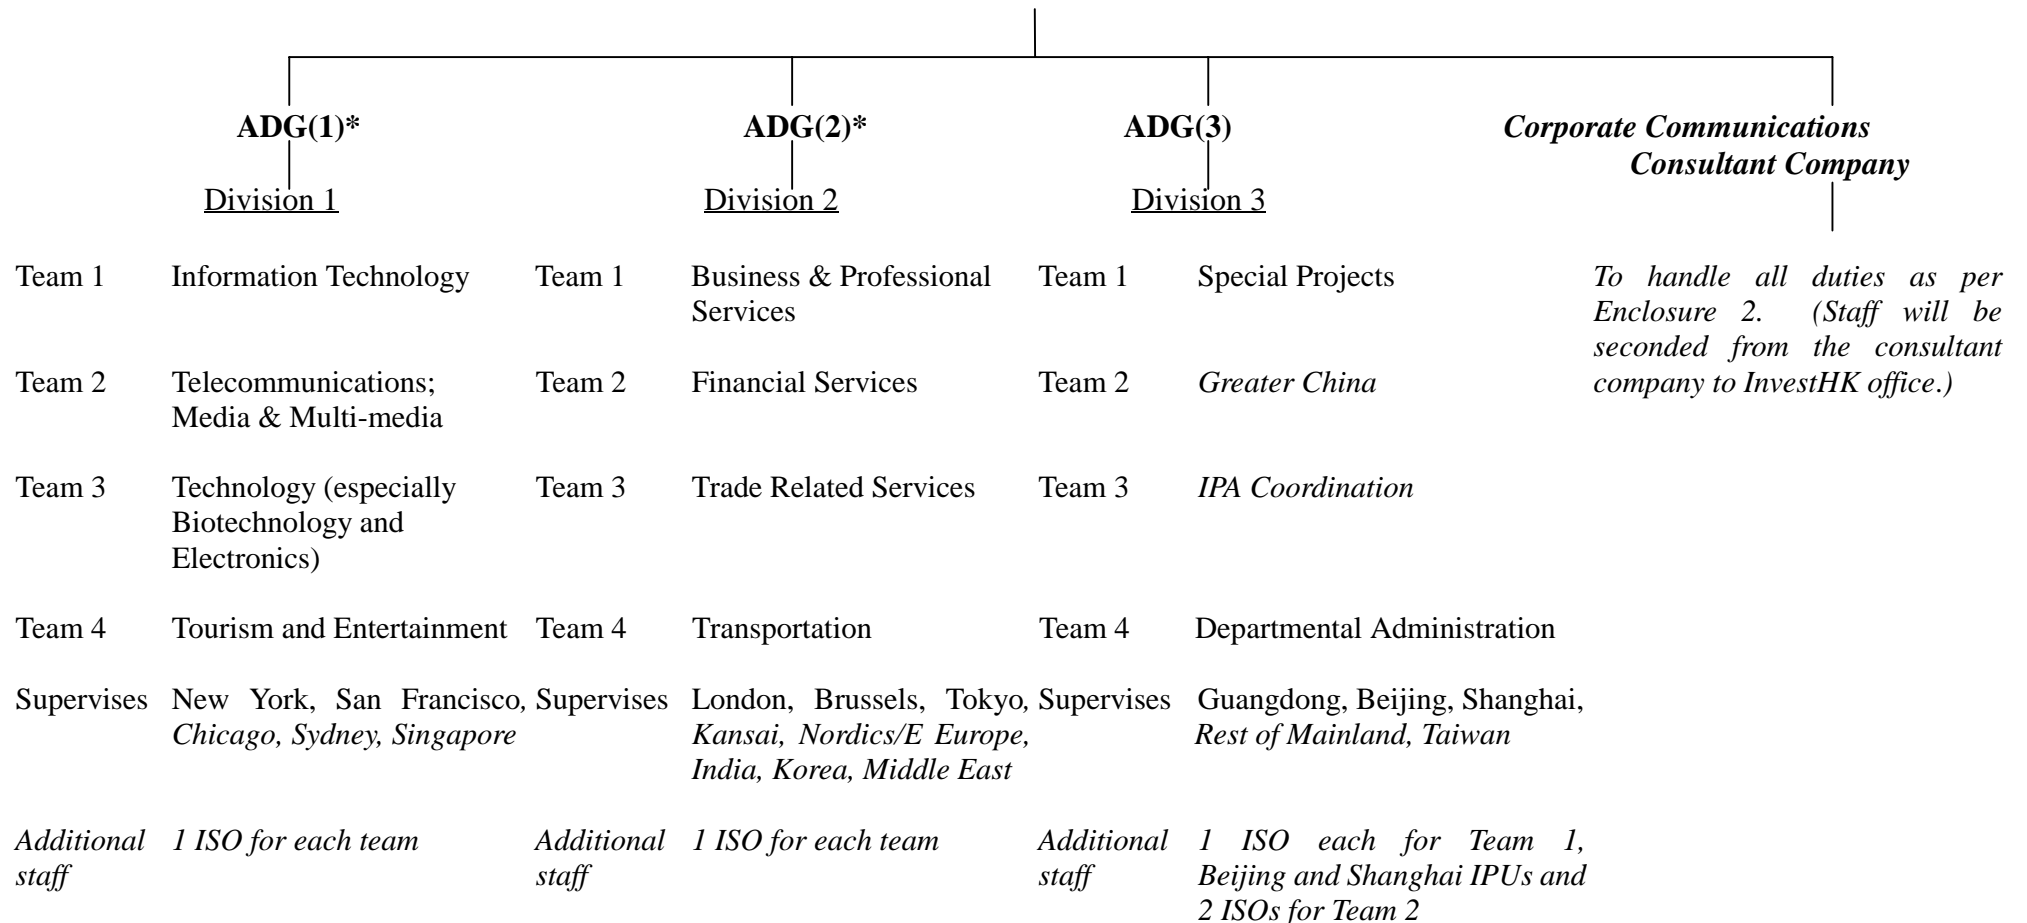 ADG(1)* ADG(2)* ADG(3) Corporate Communications
Consultant Company
Division 1 Division 2 Division 3
Team 1 Information Technology Team 1 Business & Professional Team 1 Special Projects To handle all duties as per
Services Enclosure 2. (Staff will be
seconded from the consultant
Team 2 Telecommunications; Team 2 Financial Services Team 2 Greater China company to InvestHK office.)
Media & Multi-media
Team 3 Technology (especially Team 3 Trade Related Services Team 3 IPA Coordination
Biotechnology and
Electronics)
Team 4 Tourism and Entertainment Team 4 Transportation Team 4 Departmental Administration
Supervises New York, San Francisco, Supervises London, Brussels, Tokyo, Supervises Guangdong, Beijing, Shanghai,
Chicago, Sydney, Singapore Kansai, Nordics/E Europe, Rest of Mainland, Taiwan
India, Korea, Middle East
Additional 1 ISO for each team Additional 1 ISO for each team Additional 1 ISO each for Team 1,
staff staff staff Beijing and Shanghai IPUs and
2 ISOs for Team 2